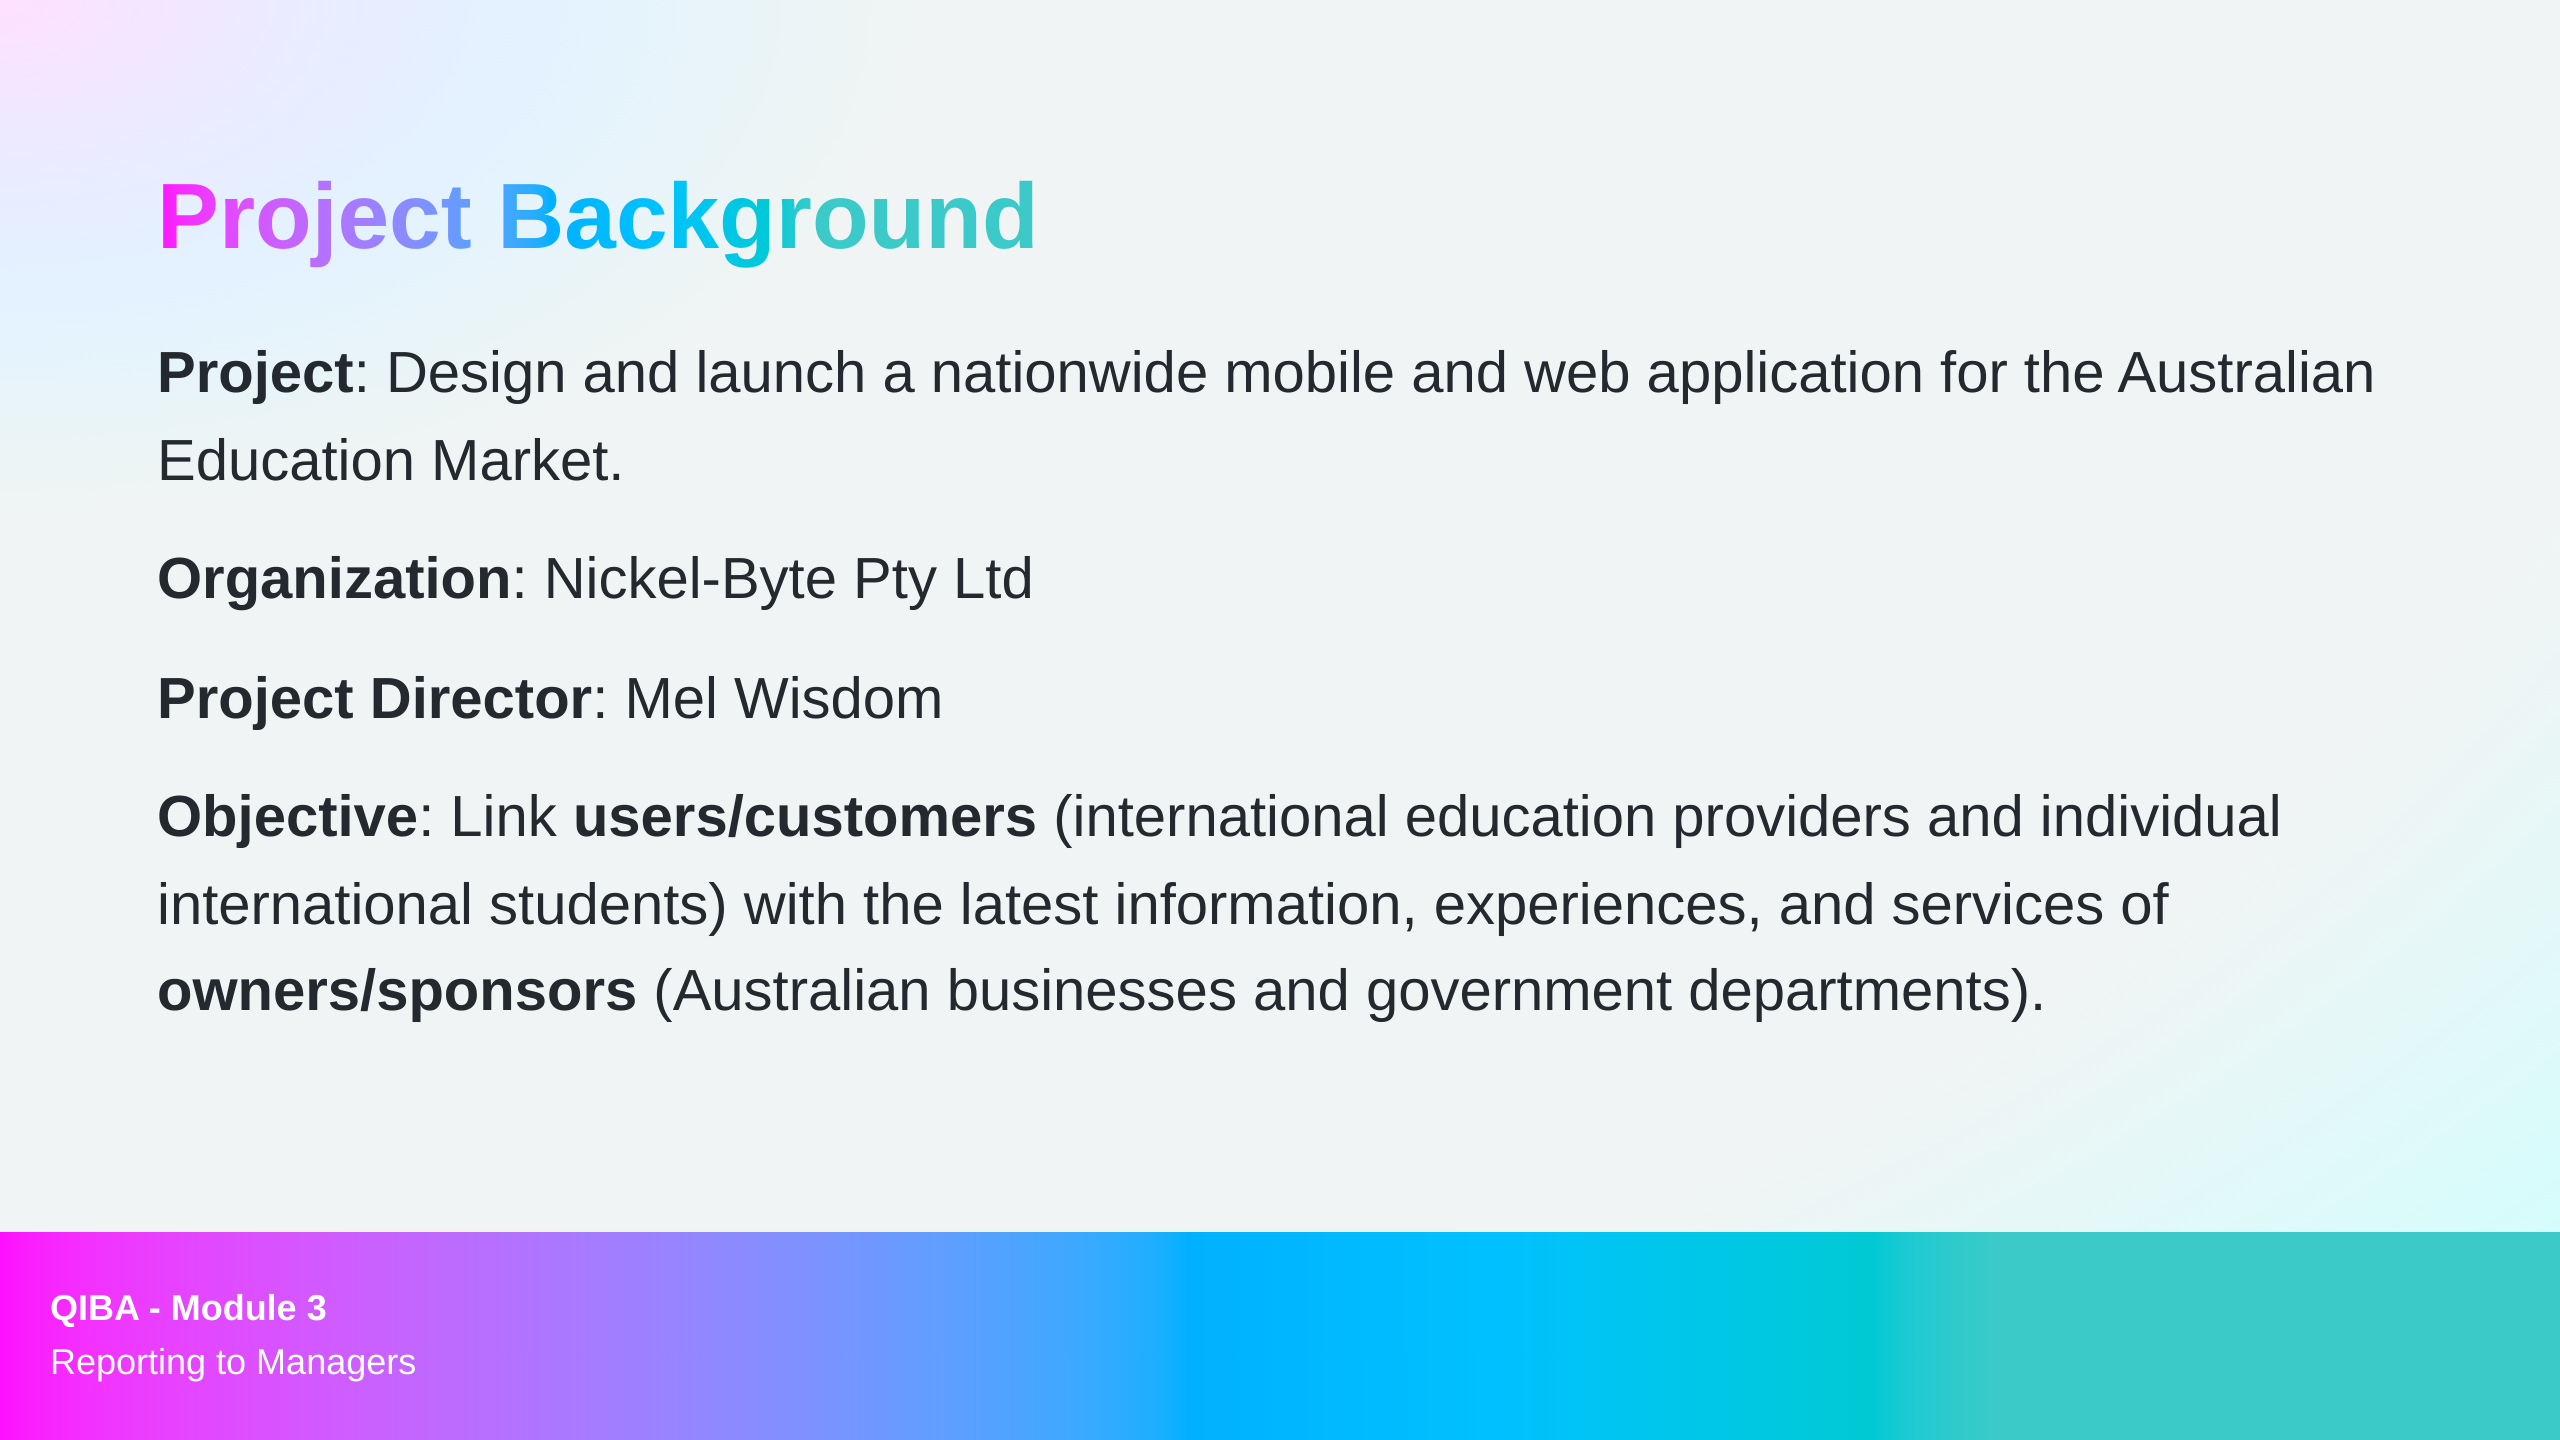 Project Background
Project: Design and launch a nationwide mobile and web application for the Australian
Education Market.
Organization: Nickel-Byte Pty Ltd
Project Director: Mel Wisdom
Objective: Link users/customers (international education providers and individual
international students) with the latest information, experiences, and services of
owners/sponsors (Australian businesses and government departments).
QIBA - Module 3
Reporting to Managers